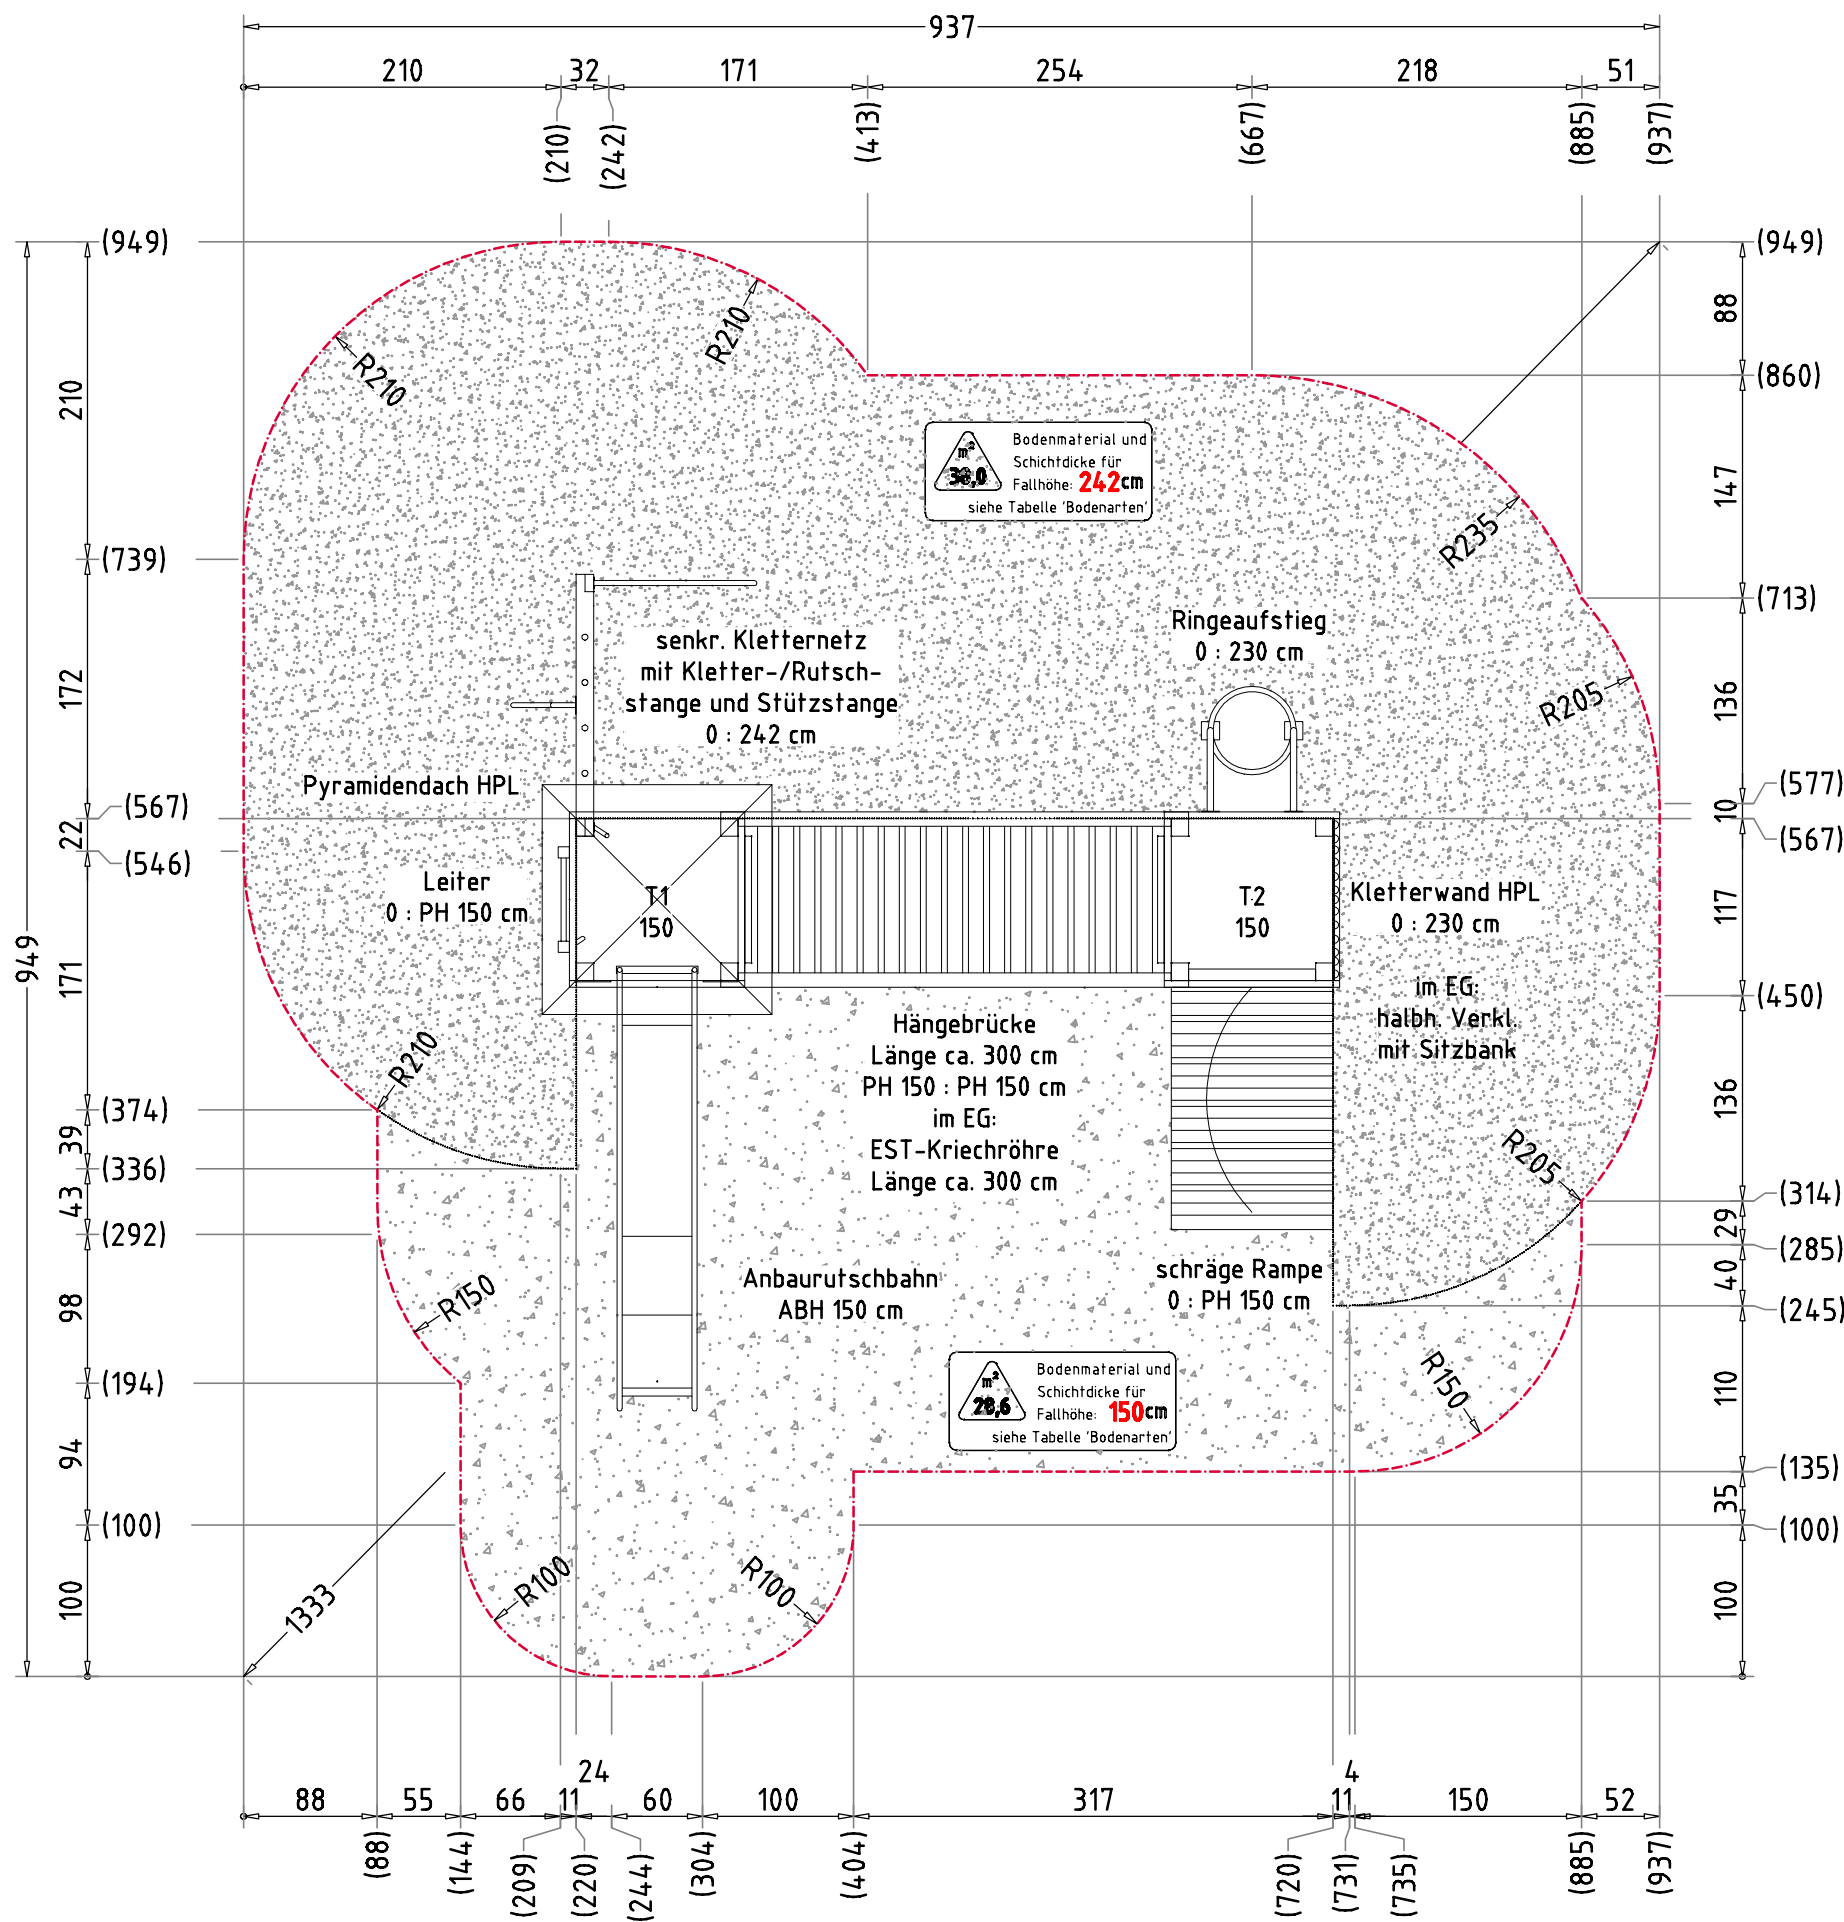 937
210 32 171 254 218 51
(210) (242) (413) (667) (885) (937)
(949) (949)
88
R210 R210
210 (860)
Bodenmaterial und
m² Schichtdicke für
Fallhöhe: 242cm
siehe Tabelle 'Bodenarten'
147
R235
(739) (713)
172 136
R205
senkr. Kletternetz
mit Kletter-/Rutsch-
stange und Stützstange
0 : 242 cm
Ringeaufstieg
0 : 230 cm
Pyramidendach HPL
(567) (577)
22 10
(546) (567)
Leiter
0 : PH 150 cm
T1
150
T2
150
Kletterwand HPL
0 : 230 cm
im EG:
halbh. Verkl.
mit Sitzbank
117
949
171 (450)
Hängebrücke
Länge ca. 300 cm
PH 150 : PH 150 cm
im EG:
EST-Kriechröhre
Länge ca. 300 cm
R210
136
(374)
39
(336)
43
(292)
R205
(314)
29
(285)
40
(245)
98
R150
Anbaurutschbahn
ABH 150 cm
schräge Rampe
0 : PH 150 cm
(194)
Bodenmaterial und
m² Schichtdicke für
28,6 Fallhöhe: 150cm
siehe Tabelle 'Bodenarten'
R150
110
94 (135)
35
(100) (100)
100 100
1333
R100 R100
24 4
88 55 66 11 60 100 317 11 150 52
(88) (144) (209) (220) (244) (304) (404) (720) (731) (735) (885) (937)